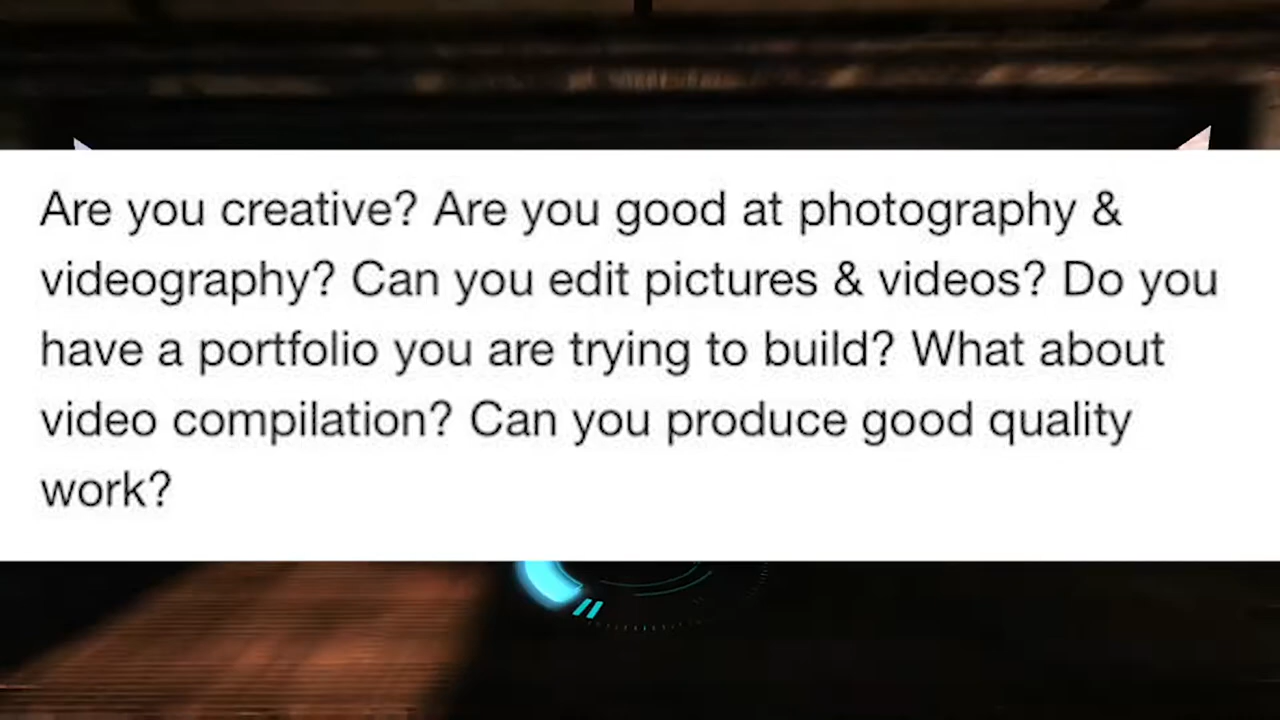 Are you creative? Are you good at photography &
videography? Can you edit pictures & videos? Do you
have a portfolio you are trying to build? What about
video compilation? Can you produce good quality
work?